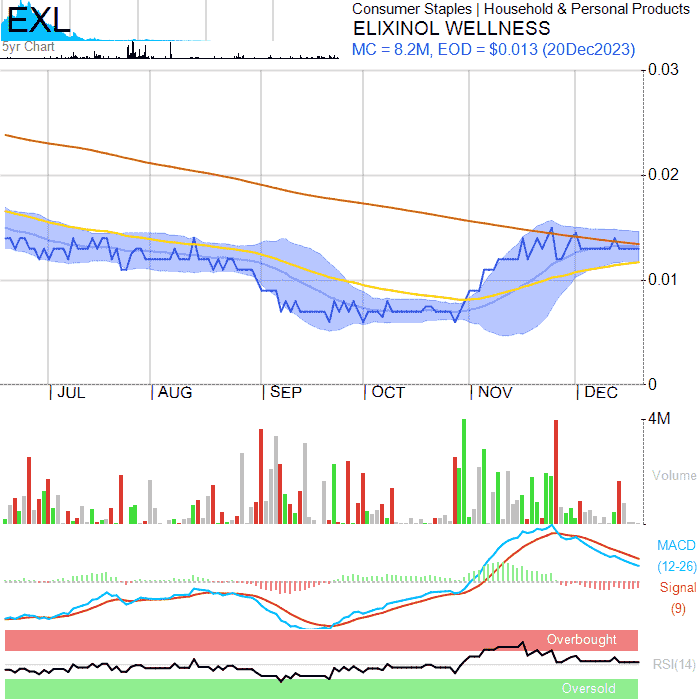 EXL
5yr Chart
Consumer Staples | Household & Personal Products
ELIXINOL WELLNESS
MC = 8.2M, EOD = $0.013 (20Dec2023)
0.03
0.02
0.01
0
JUL AUG SEP OCT NOV DEC
4M
Volume
MACD
(12-26)
Signal
(9)
Overbought
RSI(14)
Oversold